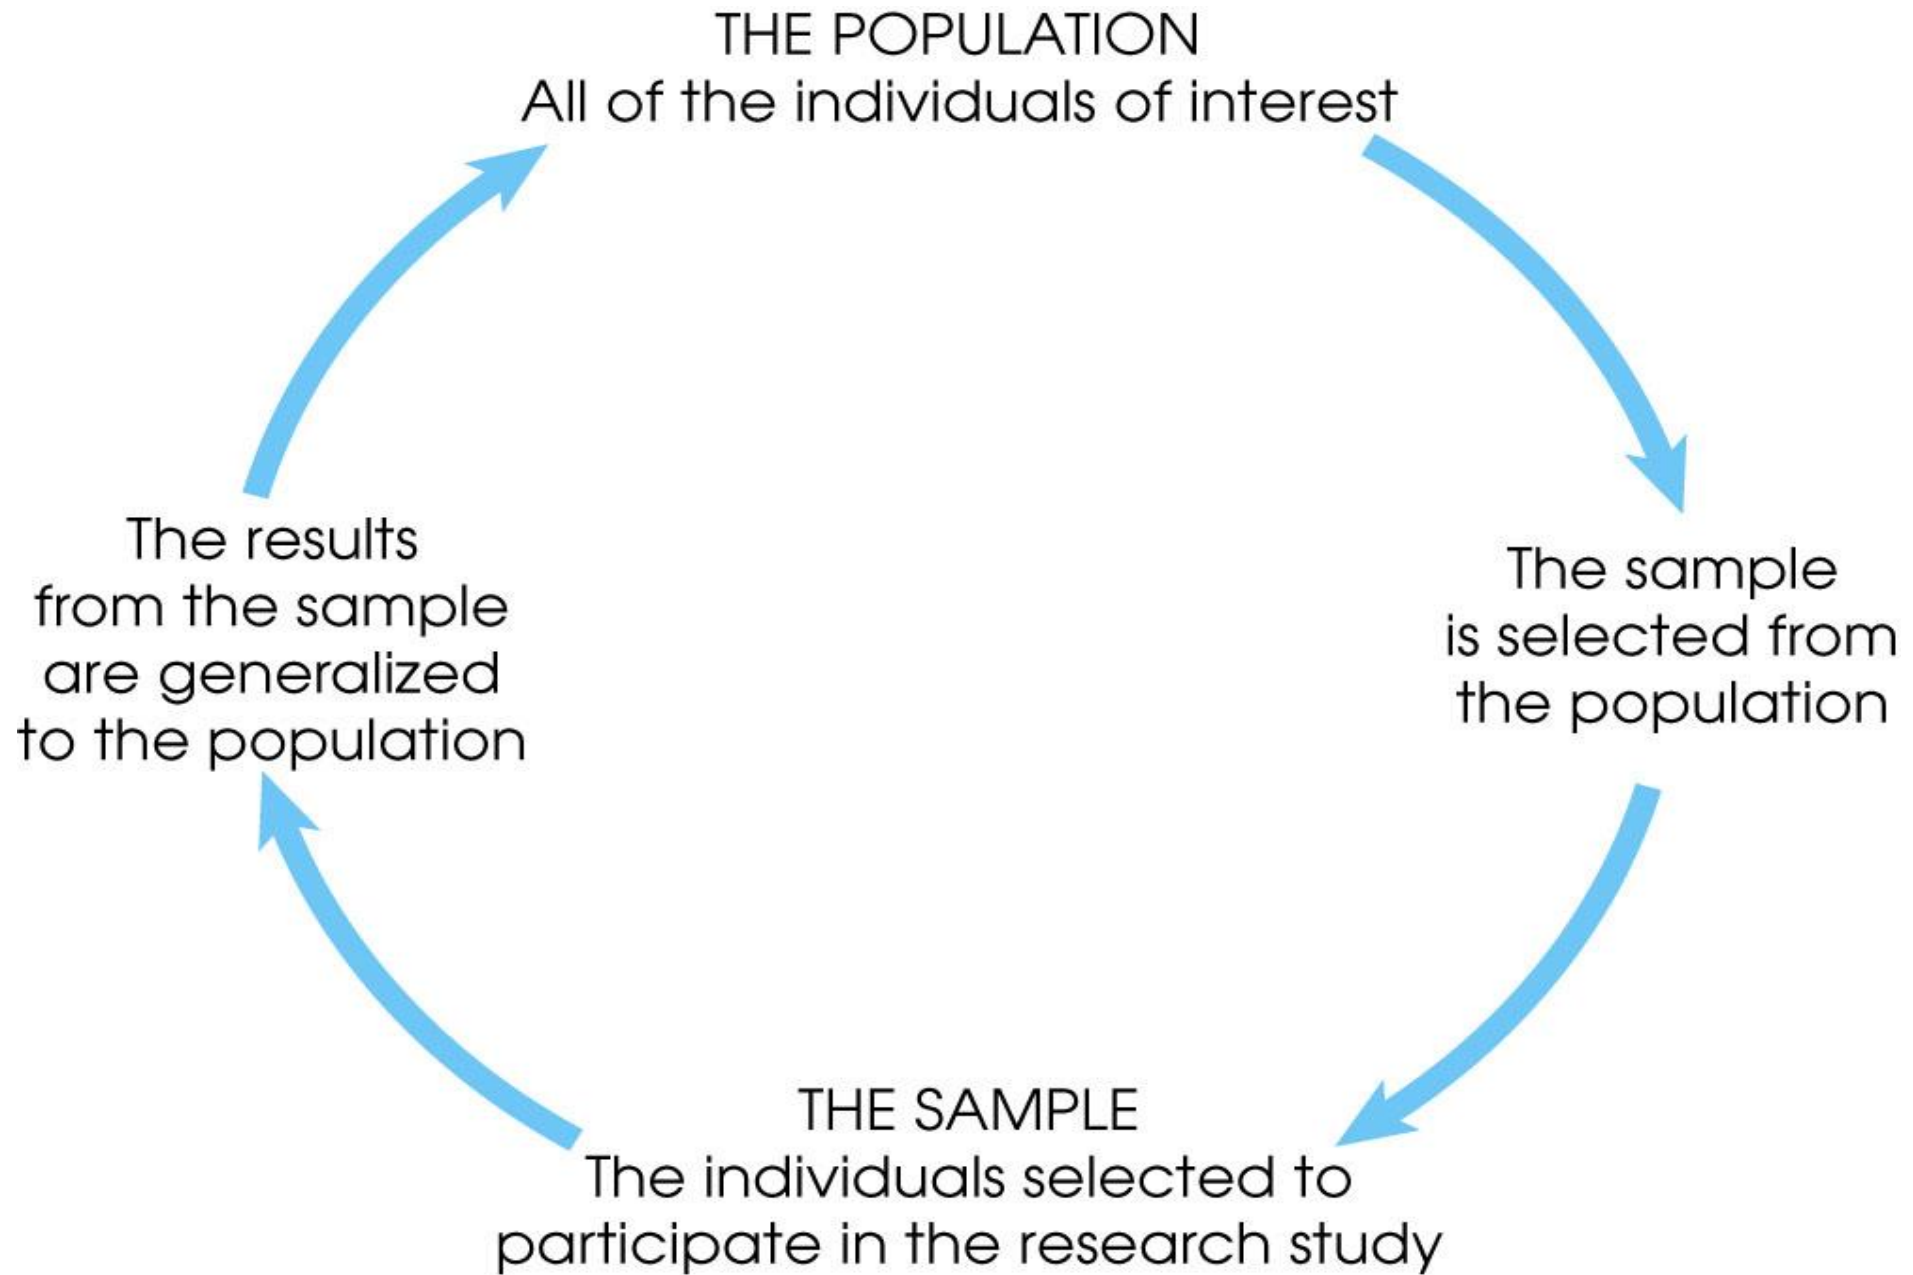 THE POPULATION
All of the individuals of interest
The sample
is selected from
the population
THE SAMPLE
The individuals selected to
participate in the research study
The results
from the sample
are generalized
to the population